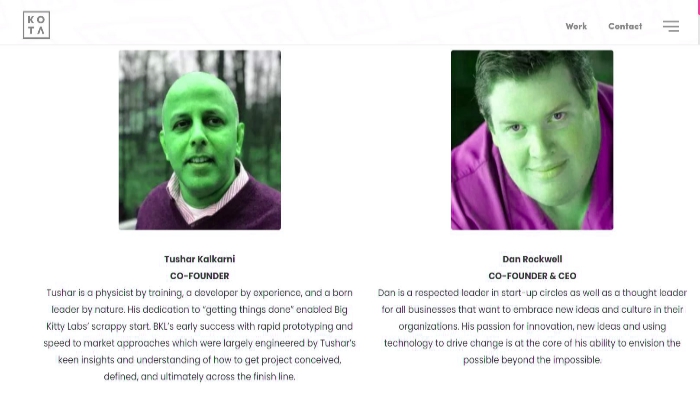 KO
TA
Work Contact
Tushar Kalkarni
CO-FOUNDER
Tushar is a physicist by training, a developer by experience, and a born
leader by nature. His dedication to "getting things done" enabled Big
Kitty Labs' scrappy start. BKL's early success with rapid prototyping and
speed to market approaches which were largely engineered by Tushar's
keen insights and understanding of how to get project conceived,
defined, and ultimately across the finish line.
Dan Rockwell
CO-FOUNDER & CEO
Dan is a respected leader in start-up circles as well as a thought leader
for all businesses that want to embrace new ideas and culture in their
organizations. His passion for innovation, new ideas and using
technology to drive change is at the core of his ability to envision the
possible beyond the impossible.